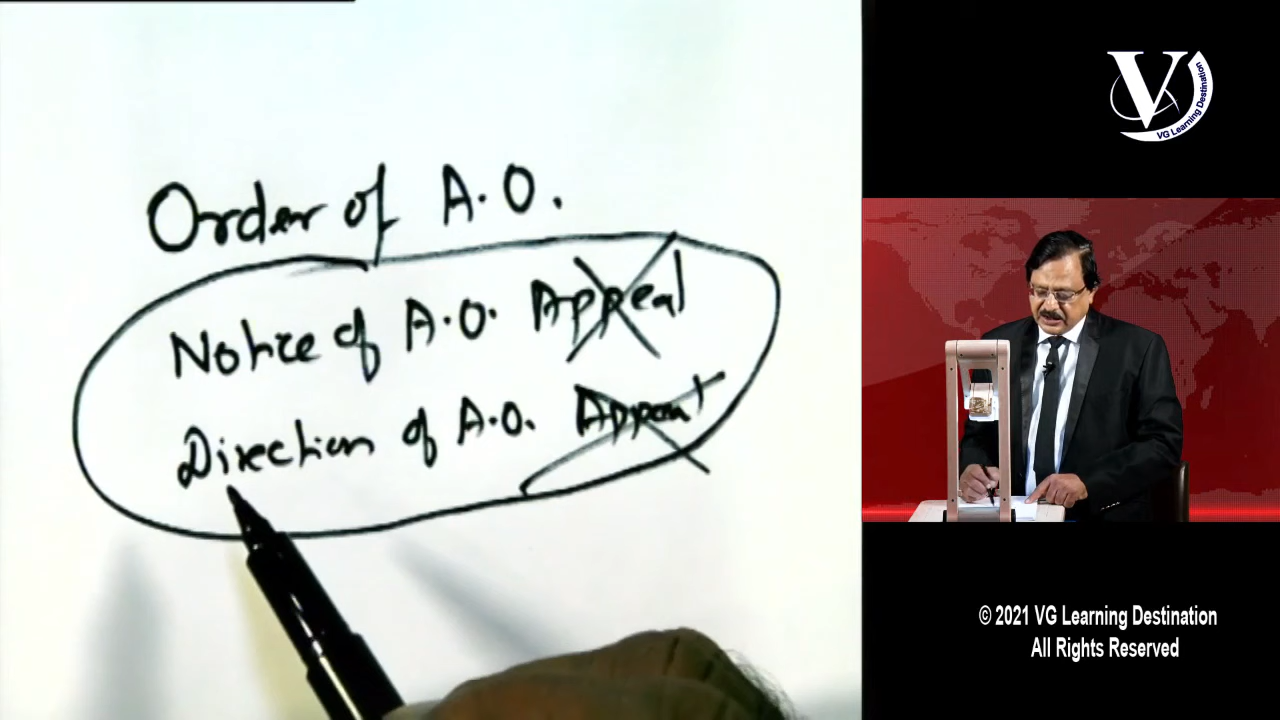 Order of A.O.
Notice of A.O. Appeal
Direction of A.O. Appeal
V
VG Learning Destination
© 2021 VG Learning Destination
All Rights Reserved